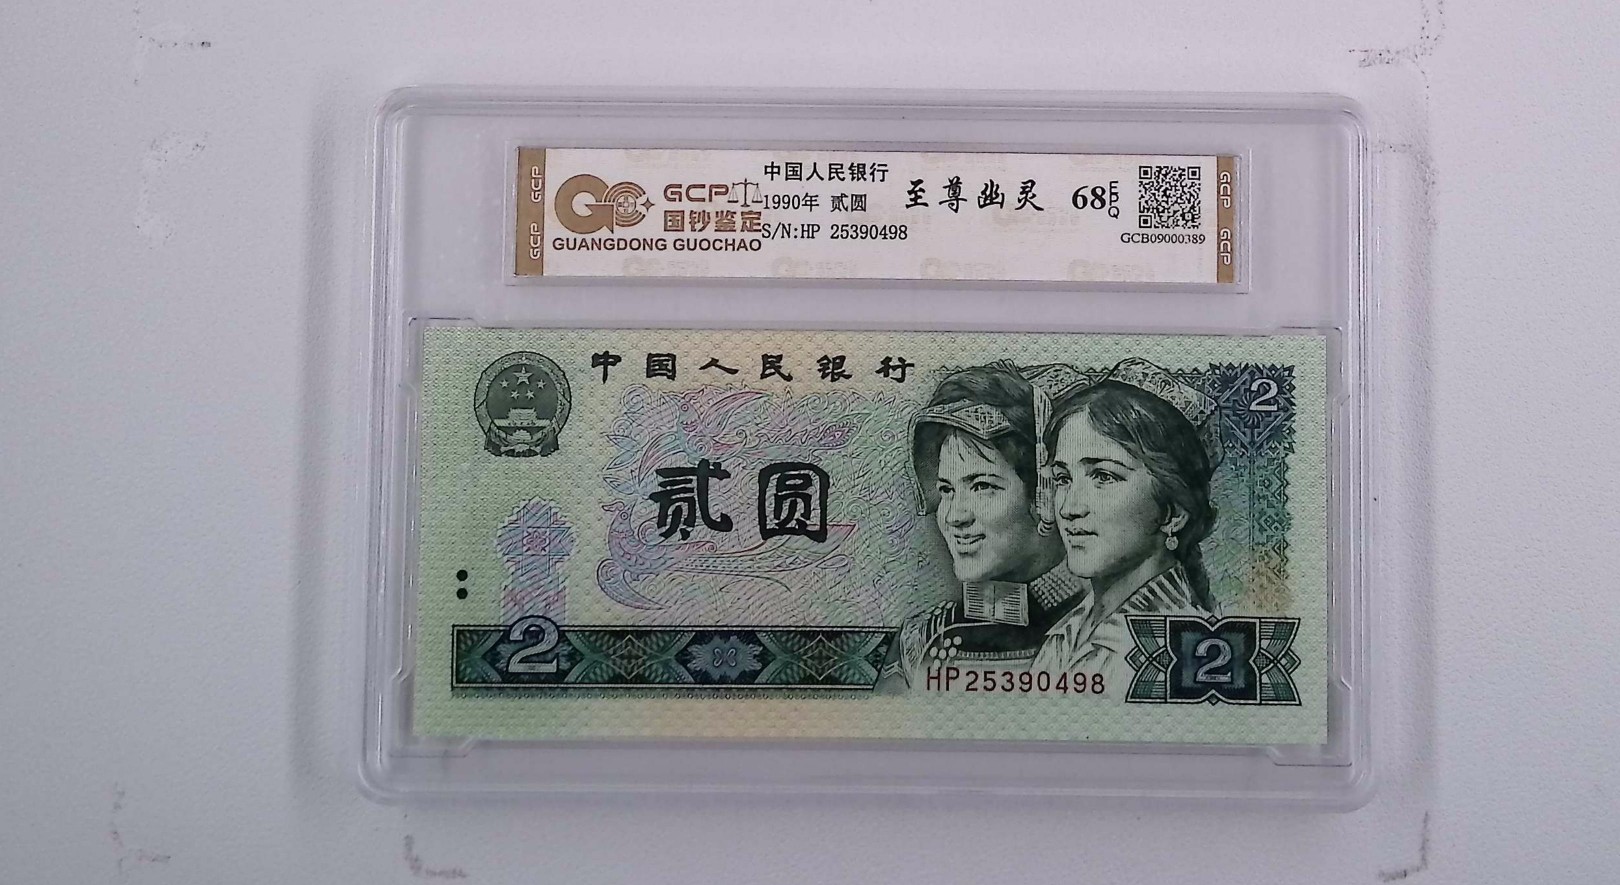 GCP
GCP
GCP
国钞鉴定
GUANGDONG GUOCHAO
中国人民银行
1990年 贰圆
S/N:HP 25390498
至尊幽灵
68EPQ
GCB09000389
GCP
GCP
中国人民银行
2
贰圆
2
HP25390498
2